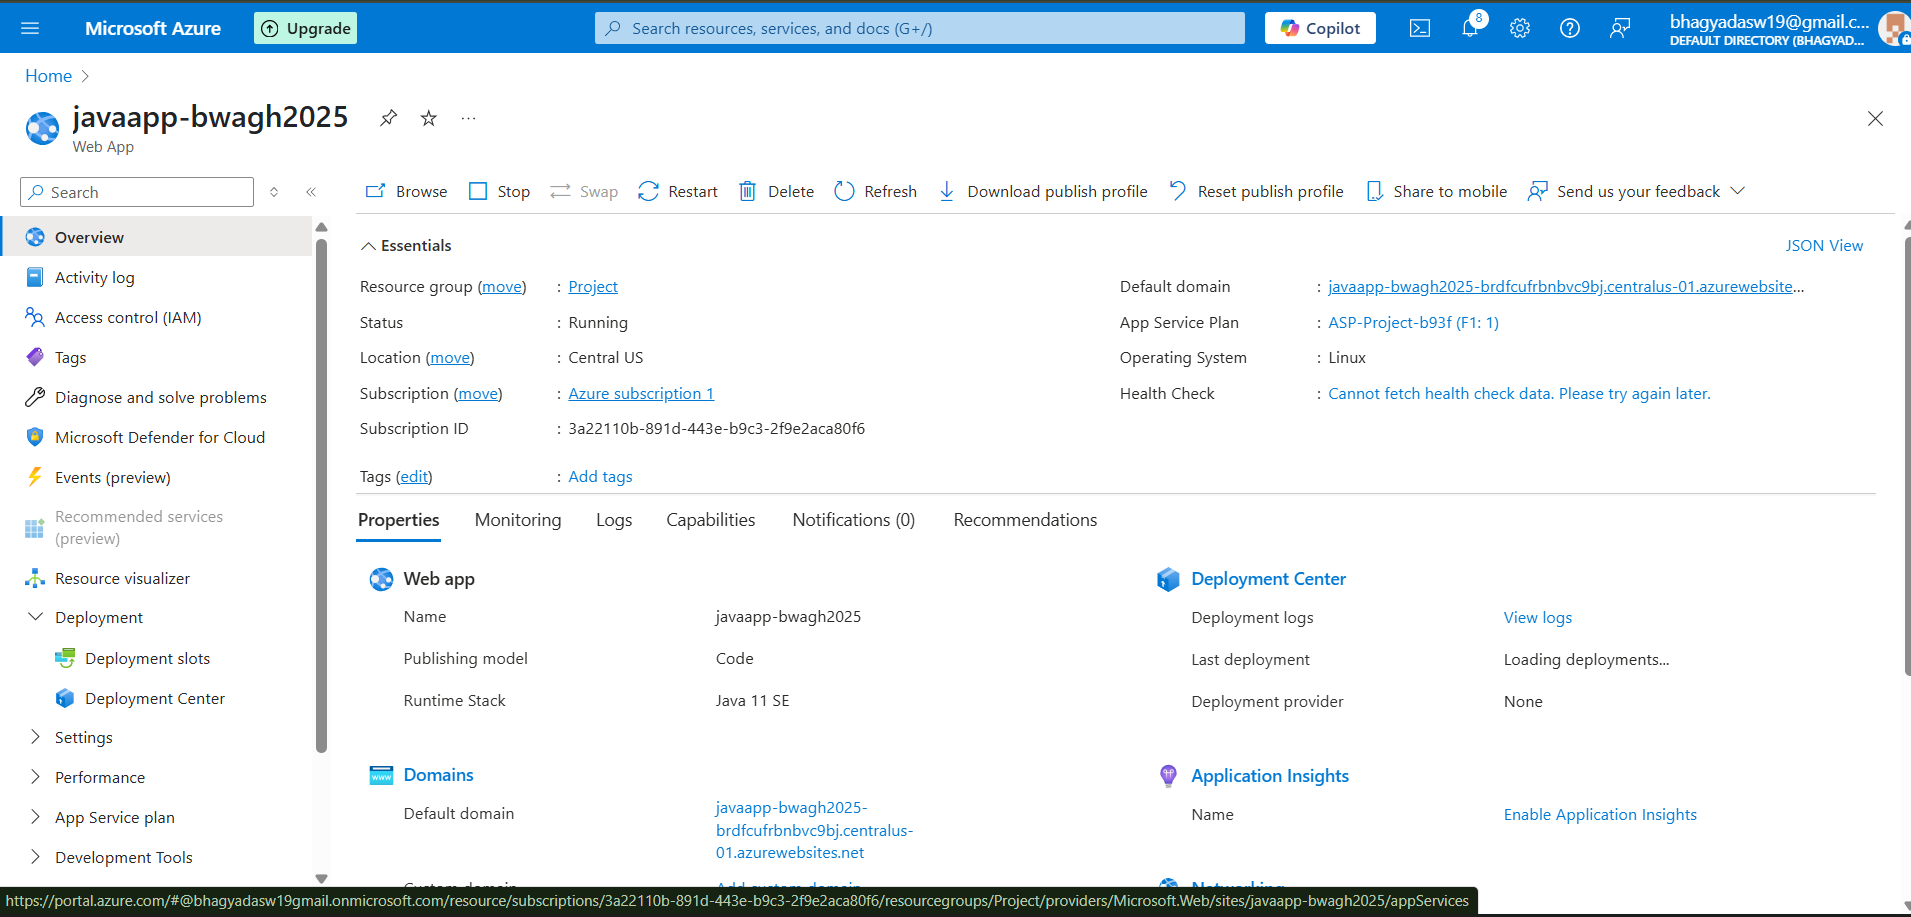 Microsoft Azure
Upgrade
Search resources, services, and docs (G+/)
Copilot
8
bhagyadasw19@gmail.c...
DEFAULT DIRECTORY (BHAGYAD...
Home
javaapp-bwagh2025
Web App
Search
Browse
Stop
Swap
Restart
Delete
Refresh
Download publish profile
Reset publish profile
Share to mobile
Send us your feedback
Overview
Activity log
Access control (IAM)
Tags
Diagnose and solve problems
Microsoft Defender for Cloud
Events (preview)
Recommended services
(preview)
Resource visualizer
Deployment
Deployment slots
Deployment Center
Settings
Performance
App Service plan
Development Tools
Essentials
JSON View
Resource group (move) : Project
Status : Running
Location (move) : Central US
Subscription (move) : Azure subscription 1
Subscription ID : 3a22110b-891d-443e-b9c3-2f9e2aca80f6
Default domain : javaapp-bwagh2025-brdfcufrbnbvc9bj.centralus-01.azurewebsite...
App Service Plan : ASP-Project-b93f (F1: 1)
Operating System : Linux
Health Check : Cannot fetch health check data. Please try again later.
Tags (edit) : Add tags
Properties
Monitoring
Logs
Capabilities
Notifications (0)
Recommendations
Web app
Name javaapp-bwagh2025
Publishing model Code
Runtime Stack Java 11 SE
Deployment Center
Deployment logs View logs
Last deployment Loading deployments...
Deployment provider None
Domains
Default domain javaapp-bwagh2025-
brdfcufrbnbvc9bj.centralus-
01.azurewebsites.net
Custom domain Add custom domain
Application Insights
Name Enable Application Insights
Networking
https://portal.azure.com/#@bhagyadasw19gmail.onmicrosoft.com/resource/subscriptions/3a22110b-891d-443e-b9c3-2f9e2aca80f6/resourcegroups/Project/providers/Microsoft.Web/sites/javaapp-bwagh2025/appServices